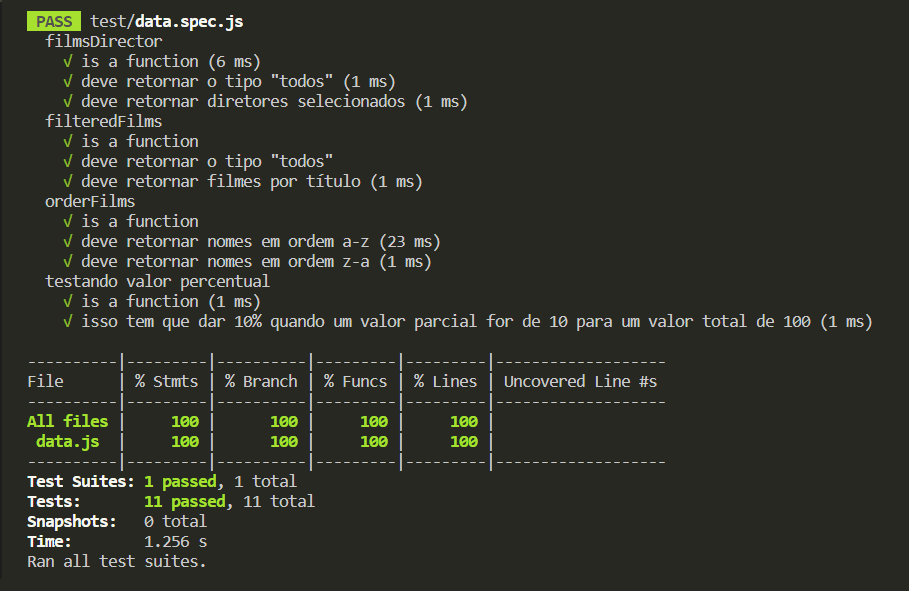 PASS test/data.spec.js
  filmsDirector
    √ is a function (6 ms)
    √ deve retornar o tipo "todos" (1 ms)
    √ deve retornar diretores selecionados (1 ms)
  filteredFilms
    √ is a function
    √ deve retornar o tipo "todos"
    √ deve retornar filmes por título (1 ms)
  orderFilms
    √ is a function
    √ deve retornar nomes em ordem a-z (23 ms)
    √ deve retornar nomes em ordem z-a (1 ms)
  testando valor percentual
    √ is a function (1 ms)
    √ isso tem que dar 10% quando um valor parcial for de 10 para um valor total de 100 (1 ms)

----------|---------|----------|---------|---------|-------------------
File      | % Stmts | % Branch | % Funcs | % Lines | Uncovered Line #s
----------|---------|----------|---------|---------|-------------------
All files |     100 |      100 |     100 |     100 |
 data.js  |     100 |      100 |     100 |     100 |
----------|---------|----------|---------|---------|-------------------
Test Suites: 1 passed, 1 total
Tests:       11 passed, 11 total
Snapshots:   0 total
Time:        1.256 s
Ran all test suites.